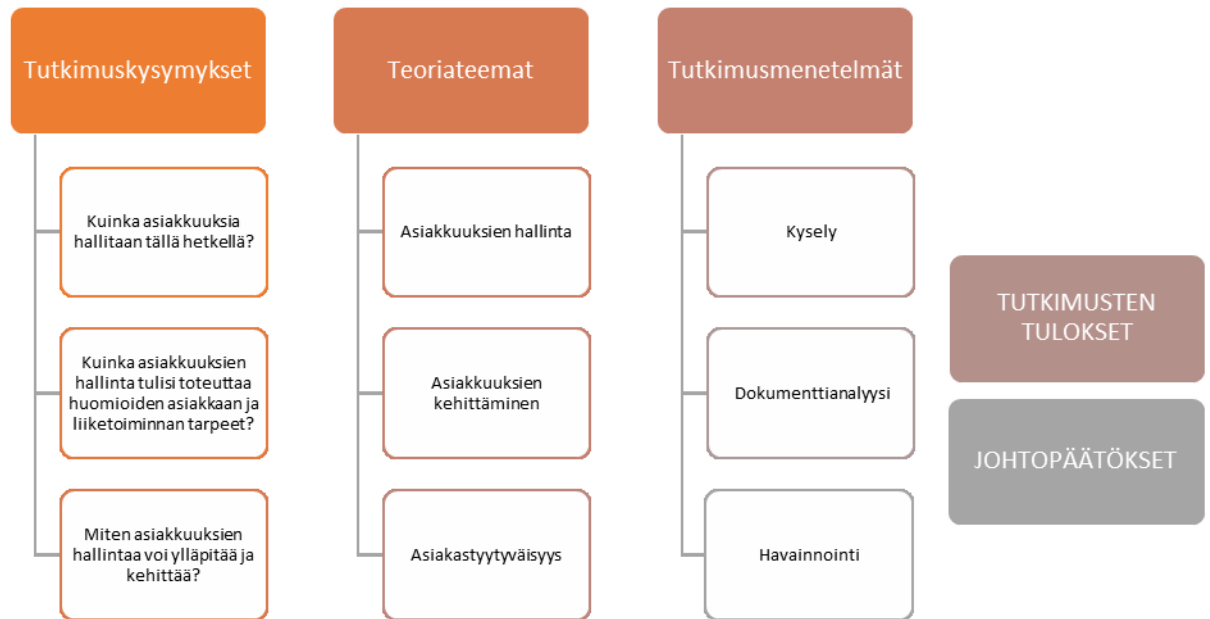 Tutkimuskysymykset
Kuinka asiakkuuksia
hallitaan tällä hetkellä?
Kuinka asiakkuuksien
hallinta tulisi toteuttaa
huomioiden asiakkaan ja
liiketoiminnan tarpeet?
Miten asiakkuuksien
hallintaa voi ylläpitää ja
kehittää?
Teoriateemat
Asiakkuuksien hallinta
Asiakkuuksien
kehittäminen
Asiakastyytyväisyys
Tutkimusmenetelmät
Kysely
Dokumenttianalyysi
Havainnointi
TUTKIMUSTEN
TULOKSET
JOHTOPÄÄTÖKSET